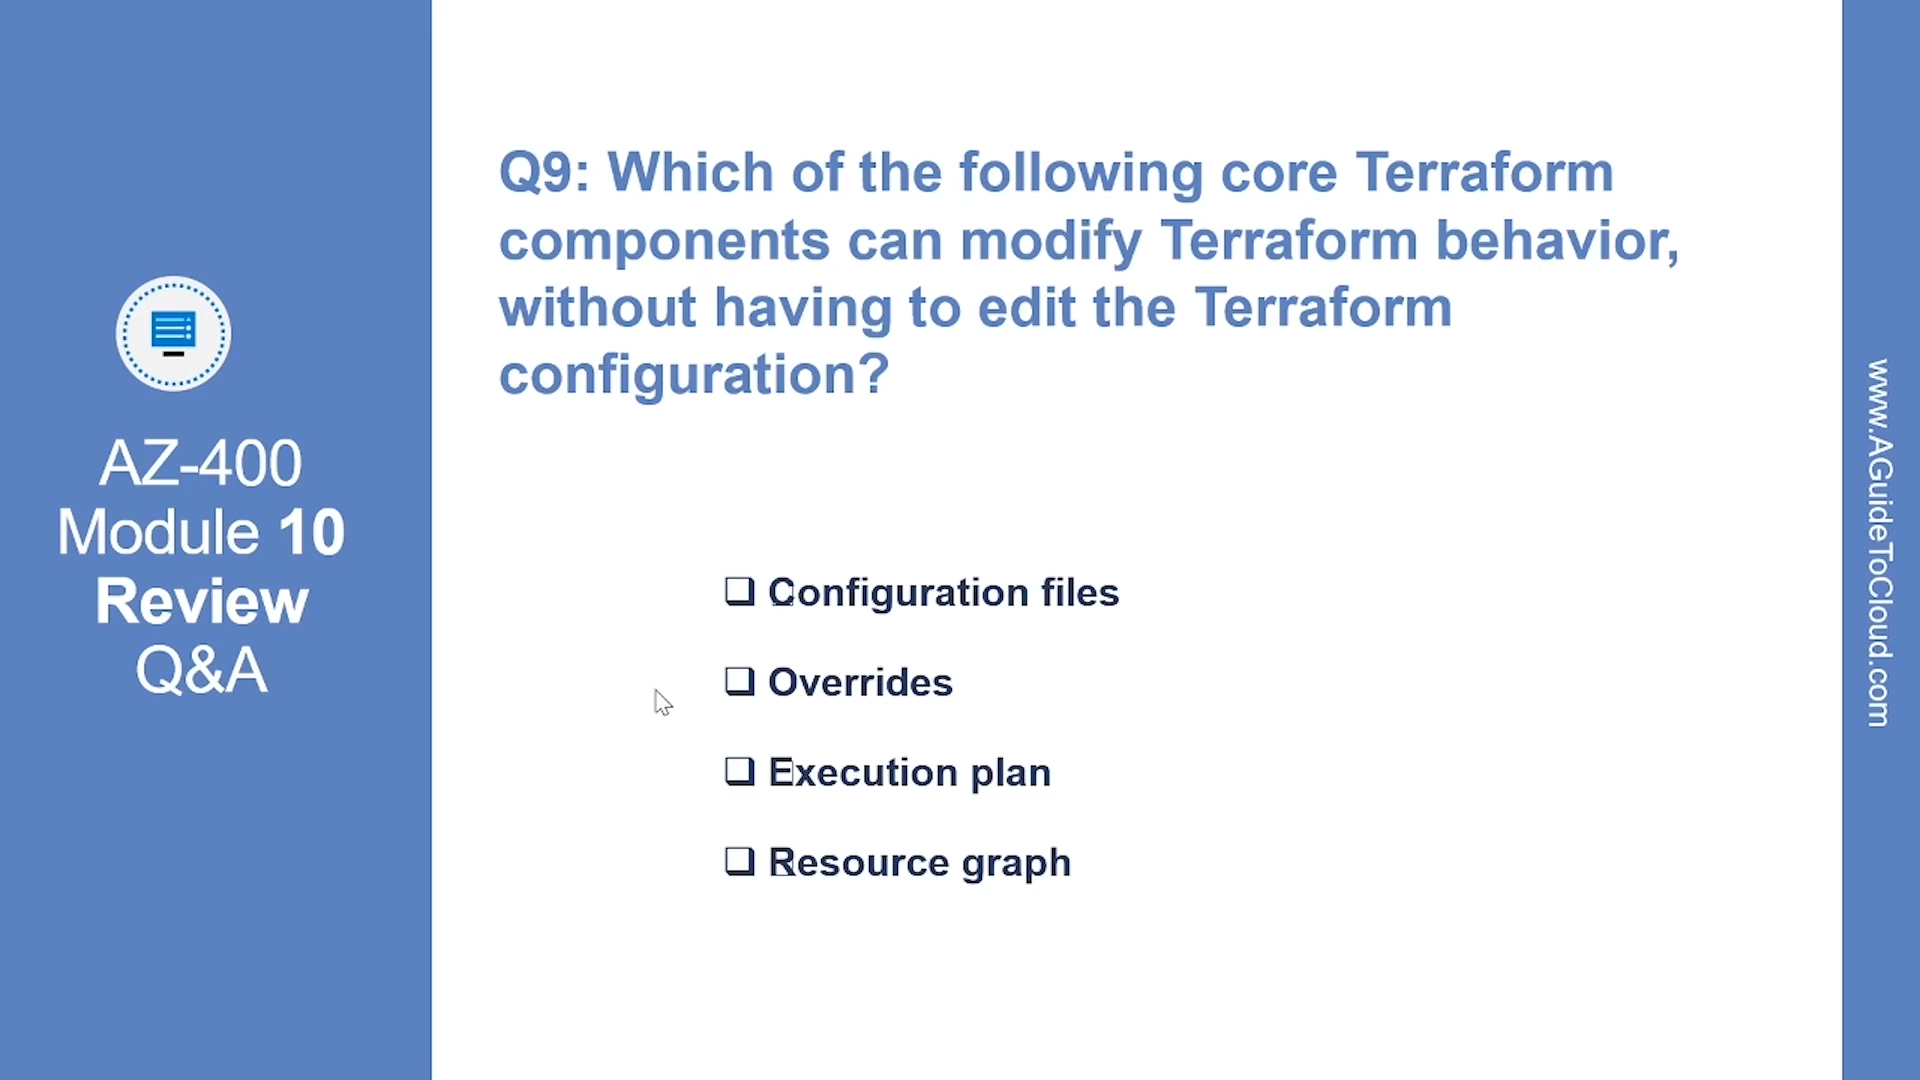 AZ-400
Module 10
Review
Q&A
Q9: Which of the following core Terraform
components can modify Terraform behavior,
without having to edit the Terraform
configuration?
❑ Configuration files
❑ Overrides
❑ Execution plan
❑ Resource graph
www.AGuideToCloud.com